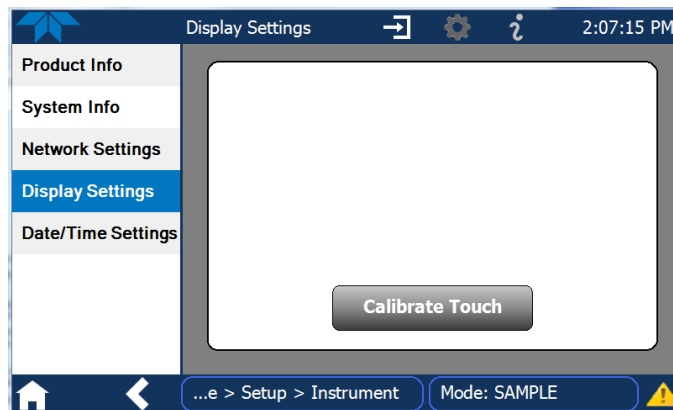 Display Settings
2:07:15 PM
Product Info
System Info
Network Settings
Display Settings
Date/Time Settings
Calibrate Touch
...e > Setup > Instrument
Mode: SAMPLE